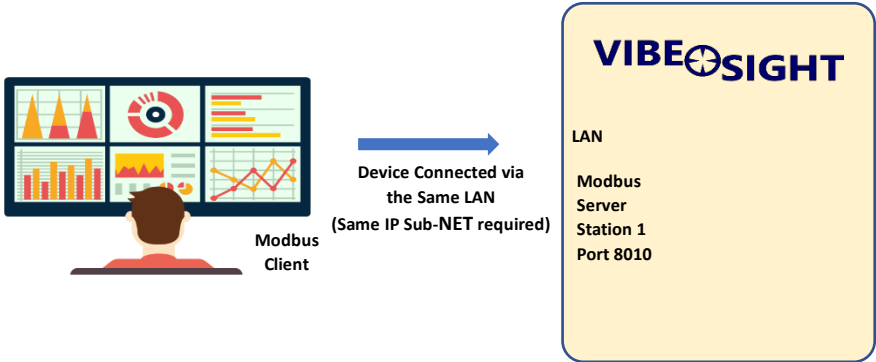 VIBE SIGHT
LAN
Device Connected via
the Same LAN
(Same IP Sub-NET required)
Modbus
Client
Modbus
Server
Station 1
Port 8010